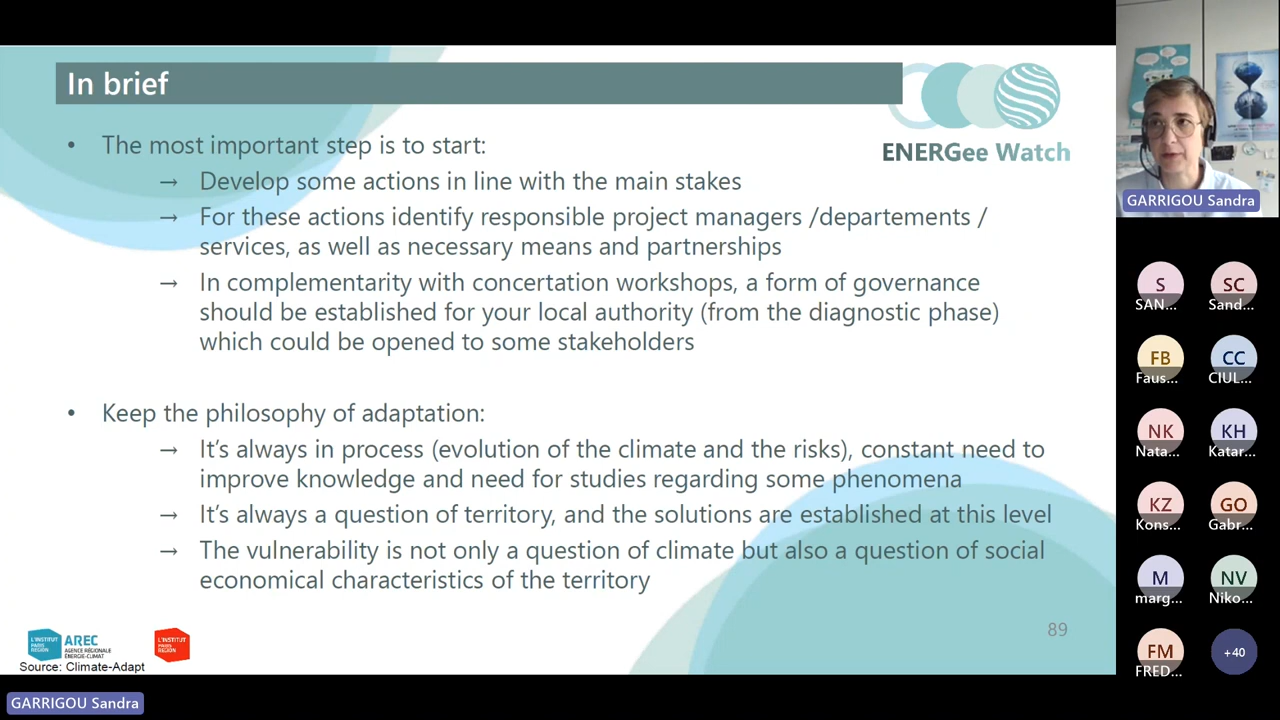 In brief
ENERGee Watch
• The most important step is to start:
→ Develop some actions in line with the main stakes
→ For these actions identify responsible project managers /departements /
services, as well as necessary means and partnerships
→ In complementarity with concertation workshops, a form of governance
should be established for your local authority (from the diagnostic phase)
which could be opened to some stakeholders
• Keep the philosophy of adaptation:
→ It's always in process (evolution of the climate and the risks), constant need to
improve knowledge and need for studies regarding some phenomena
→ It's always a question of territory, and the solutions are established at this level
→ The vulnerability is not only a question of climate but also a question of social
economical characteristics of the territory
89
L'INSTITUT
PARIS
REGION
AREC
AGENCE RÉGIONALE
ÉNERGIE-CLIMAT
L'INSTITUT
PARIS
REGION
Source: Climate-Adapt
GARRIGOU Sandra
GARRIGOU Sandra
S
SAN...
SC
Sand...
FB
Faus...
CC
CIUL...
NK
Nata...
KH
Katar...
KZ
Kons...
GO
Gabr...
M
marg...
NV
Niko...
FM
FRED...
+40